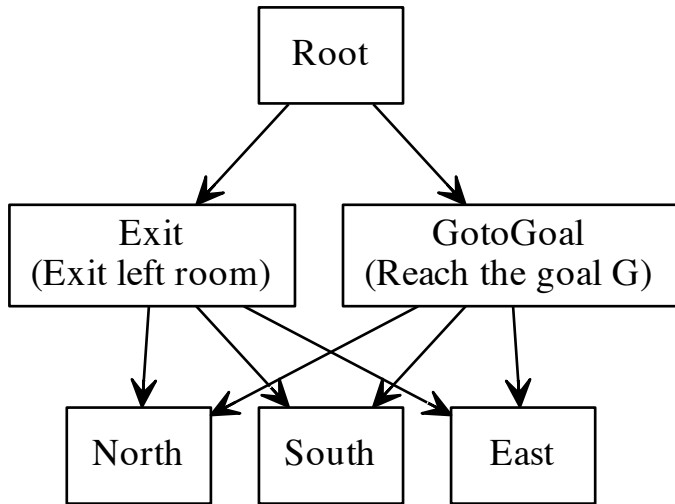 Root
Exit
(Exit left room)
GotoGoal
(Reach the goal G)
North
South
East